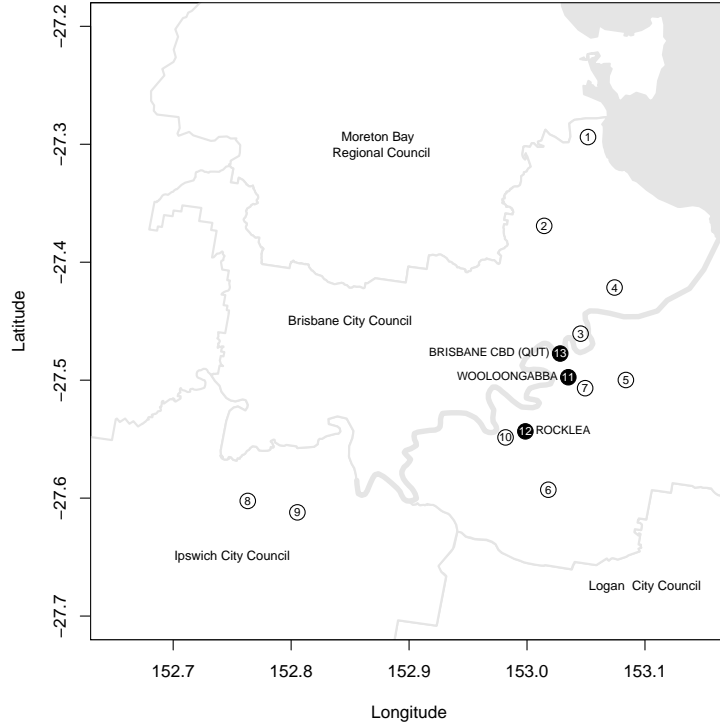 −27.2
−27.3
−27.4
−27.5
−27.6
−27.7
Latitude
Moreton Bay
Regional Council
1
2
4
Brisbane City Council
3
BRISBANE CBD (QUT) 13
WOOLOONGABBA 11
5
7
10 12 ROCKLEA
6
8
9
Ipswich City Council
Logan City Council
152.7 152.8 152.9 153.0 153.1
Longitude